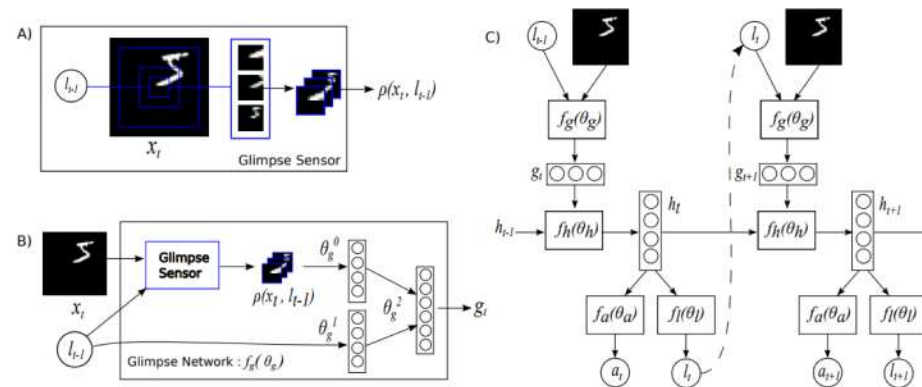 A)
l_{t-1}
x_t
ρ(x_t, l_{t-1})
Glimpse Sensor
B)
x_t
l_{t-1}
Glimpse
Sensor
ρ(x_t, l_{t-1})
θ_g^0
θ_g^1
θ_g^2
g_t
Glimpse Network : f_g( θ_g )
C)
l_{t-1}
l_t
f_g(θ_g)
f_g(θ_g)
g_t
g_{t+1}
h_{t-1}
f_h(θ_h)
h_t
f_h(θ_h)
h_{t+1}
f_a(θ_a)
f_l(θ_l)
f_a(θ_a)
f_l(θ_l)
a_t
l_t
a_{t+1}
l_{t+1}